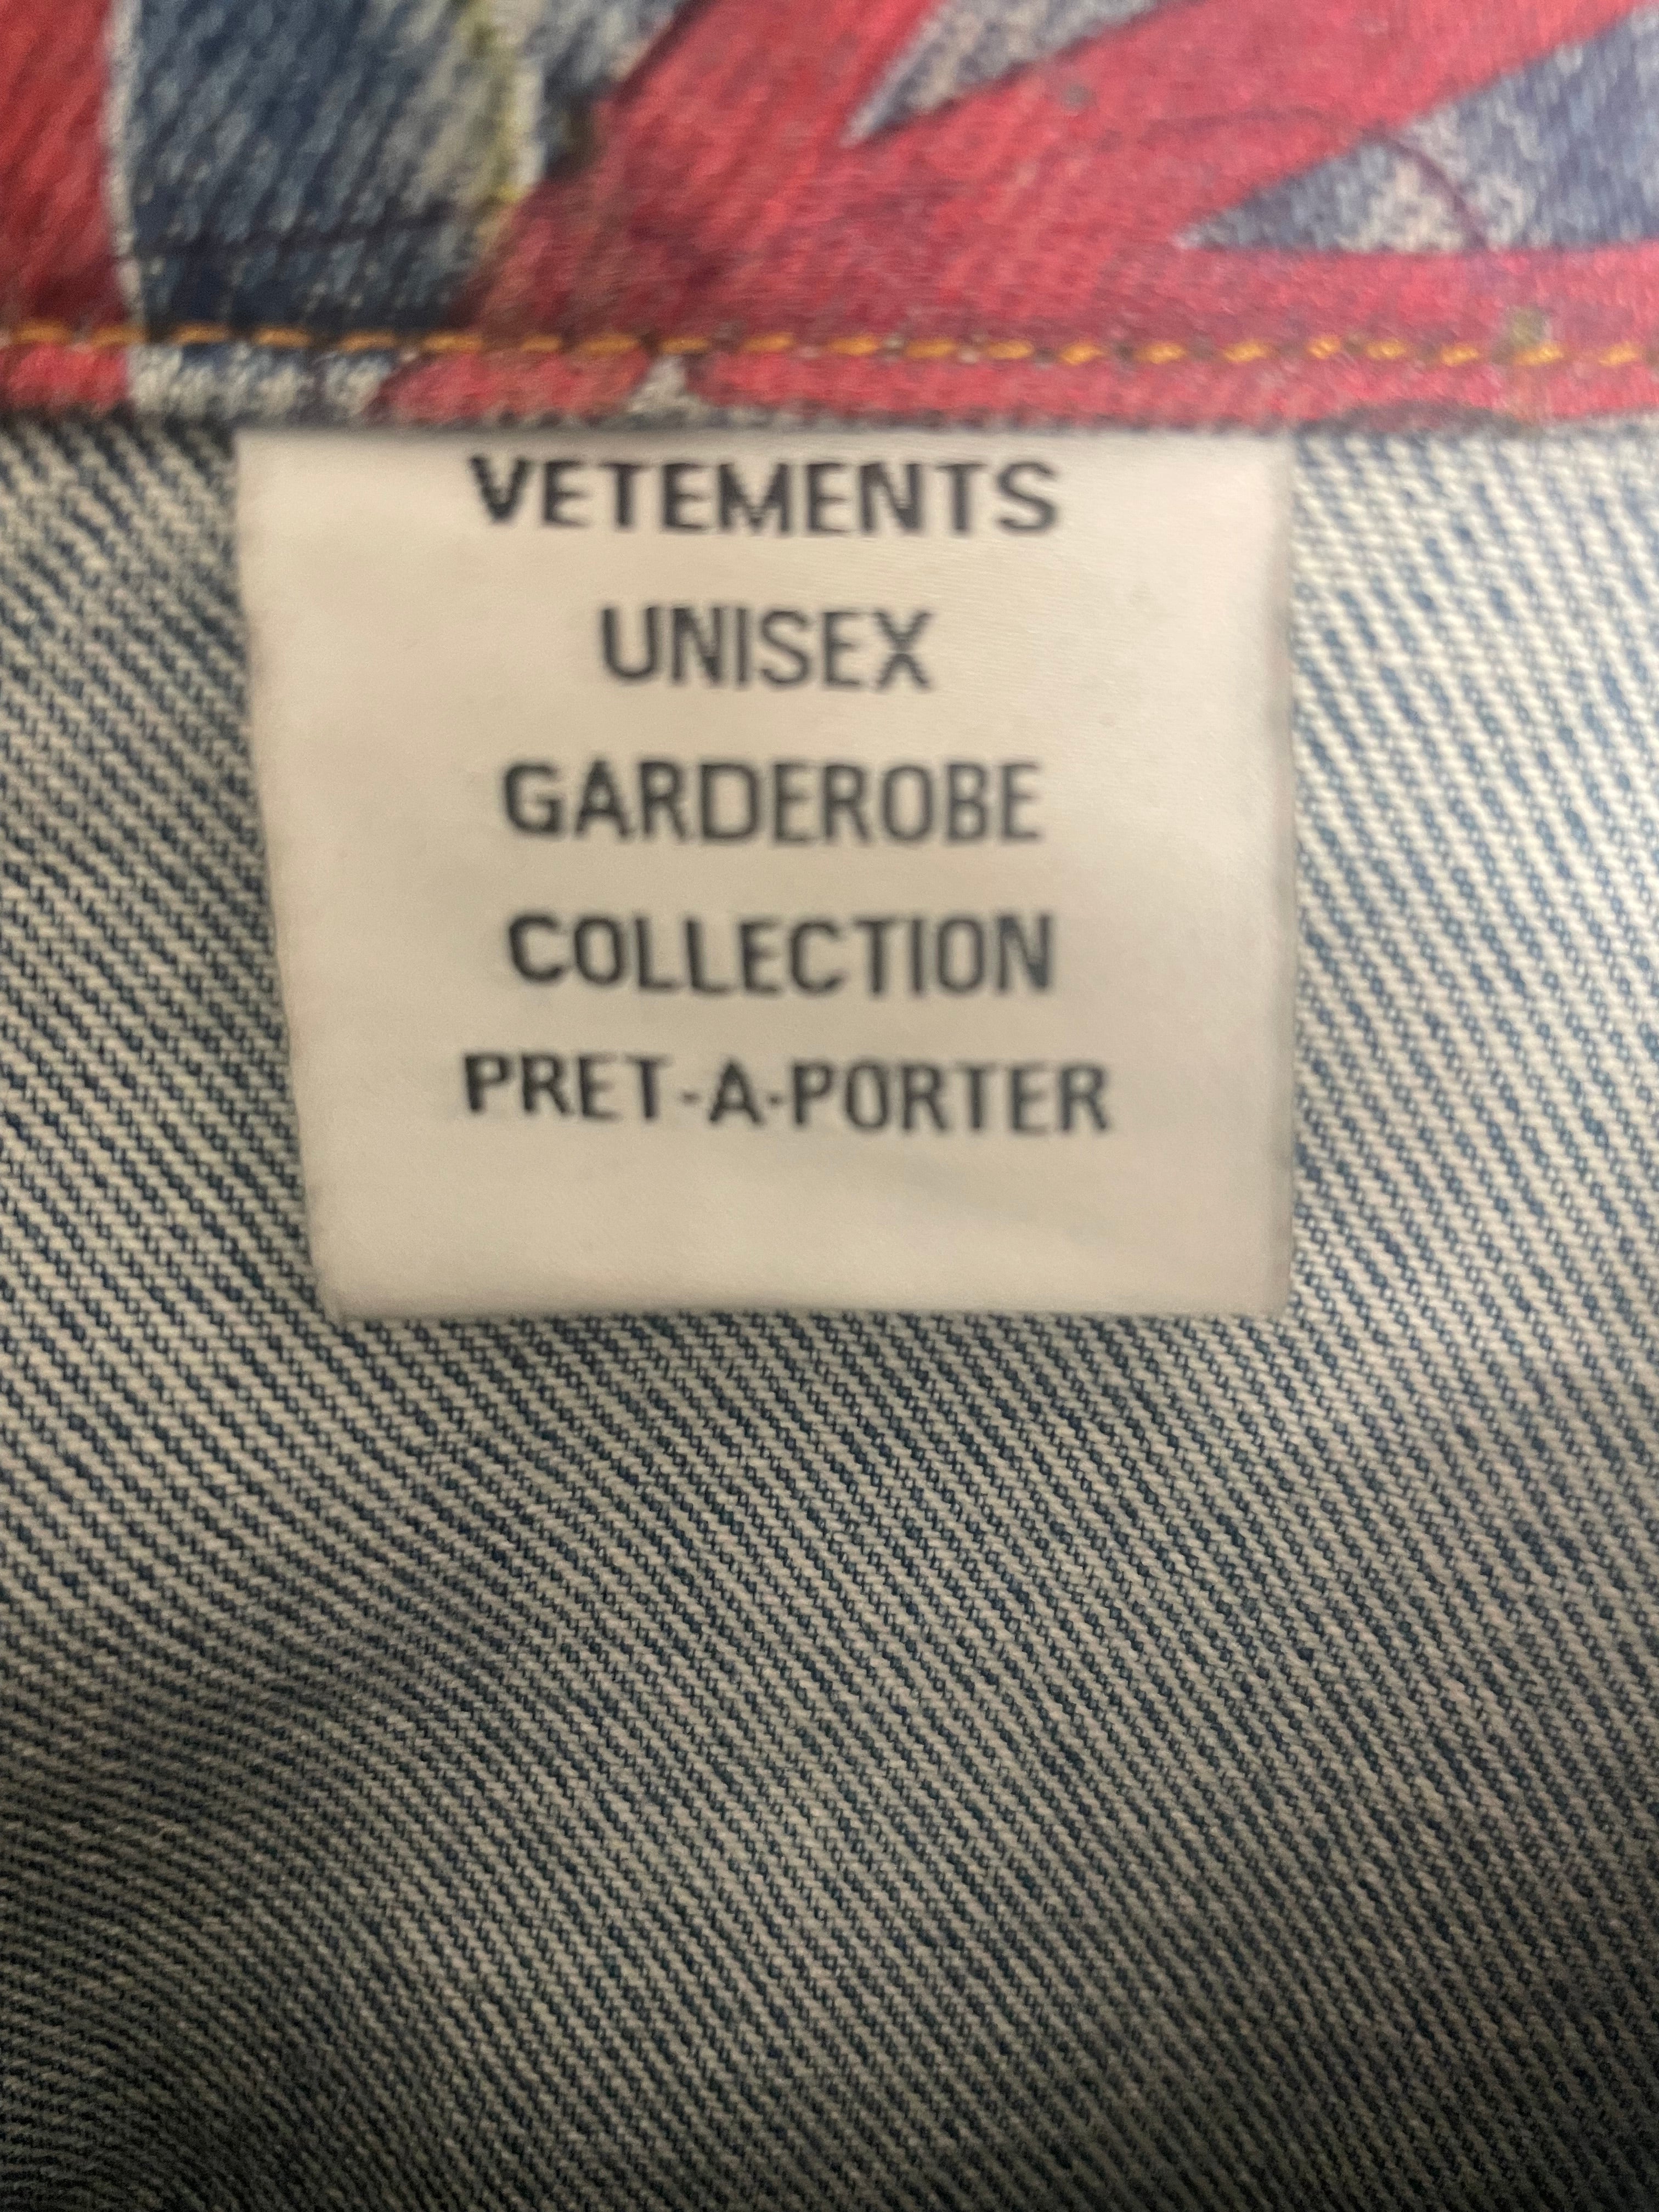 VETEMENTS
UNISEX
GARDEROBE
COLLECTION
PRET-A-PORTER